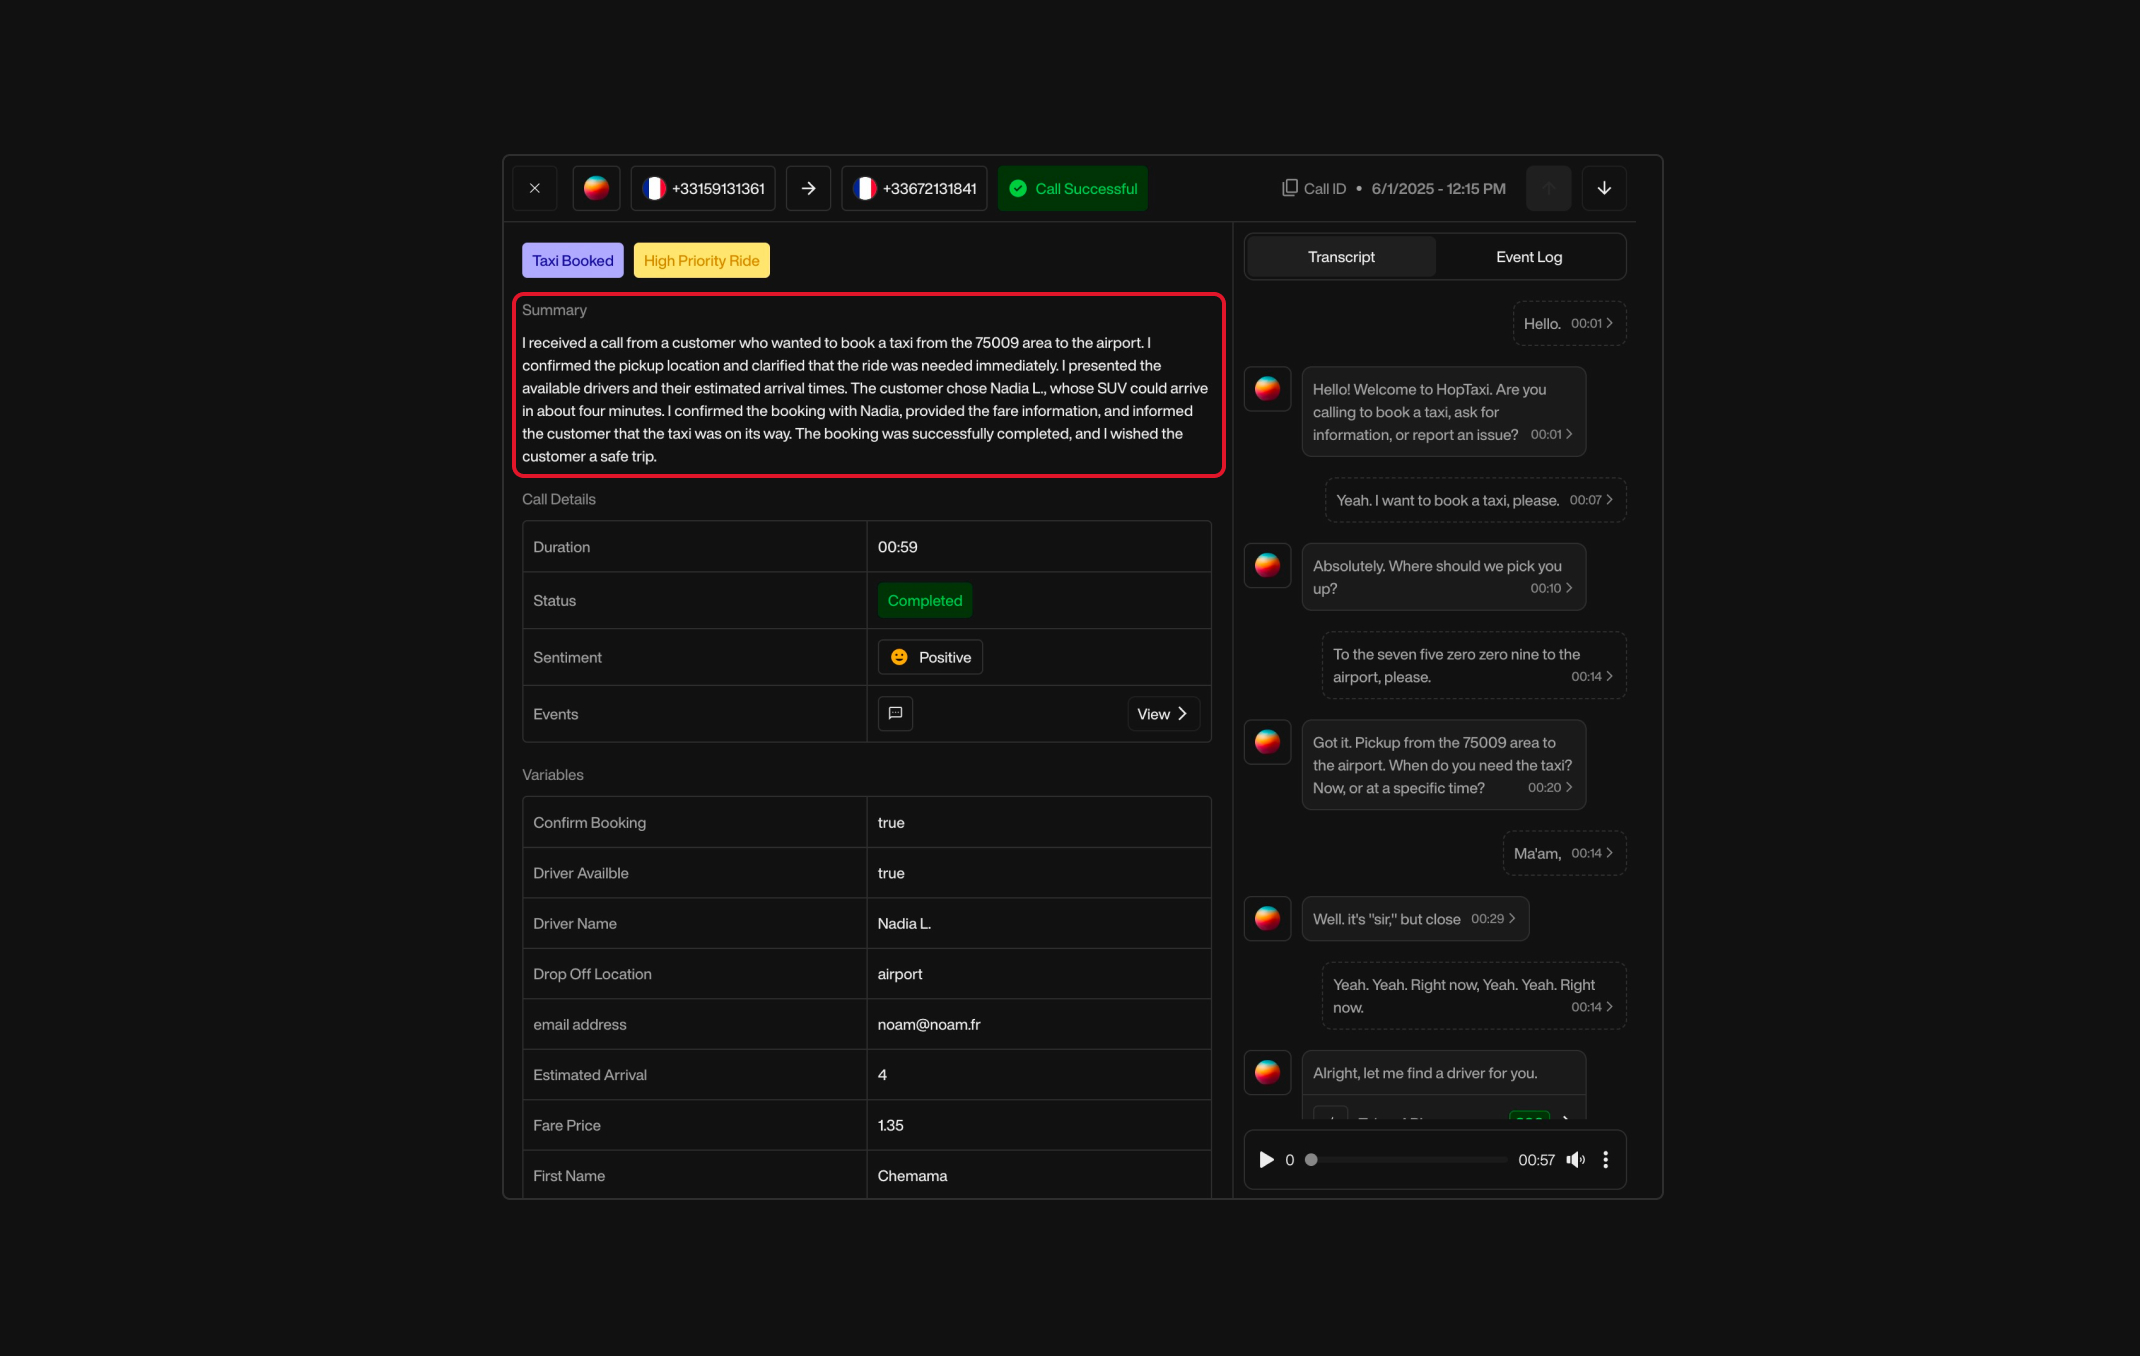 +33159131361
+33672131841
Call Successful
Call ID • 6/1/2025 - 12:15 PM
Taxi Booked
High Priority Ride
Summary
I received a call from a customer who wanted to book a taxi from the 75009 area to the airport. I
confirmed the pickup location and clarified that the ride was needed immediately. I presented the
available drivers and their estimated arrival times. The customer chose Nadia L., whose SUV could arrive
in about four minutes. I confirmed the booking with Nadia, provided the fare information, and informed
the customer that the taxi was on its way. The booking was successfully completed, and I wished the
customer a safe trip.
Call Details
Duration 00:59
Status Completed
Sentiment Positive
Events View
Variables
Confirm Booking true
Driver Availble true
Driver Name Nadia L.
Drop Off Location airport
email address noam@noam.fr
Estimated Arrival 4
Fare Price 1.35
First Name Chemama
Transcript
Event Log
Hello. 00:01
Hello! Welcome to HopTaxi. Are you
calling to book a taxi, ask for
information, or report an issue? 00:01
Yeah. I want to book a taxi, please. 00:07
Absolutely. Where should we pick you
up? 00:10
To the seven five zero zero nine to the
airport, please. 00:14
Got it. Pickup from the 75009 area to
the airport. When do you need the taxi?
Now, or at a specific time? 00:20
Ma'am, 00:14
Well. it's "sir," but close 00:29
Yeah. Yeah. Right now, Yeah. Yeah. Right
now. 00:14
Alright, let me find a driver for you.
0 00:57